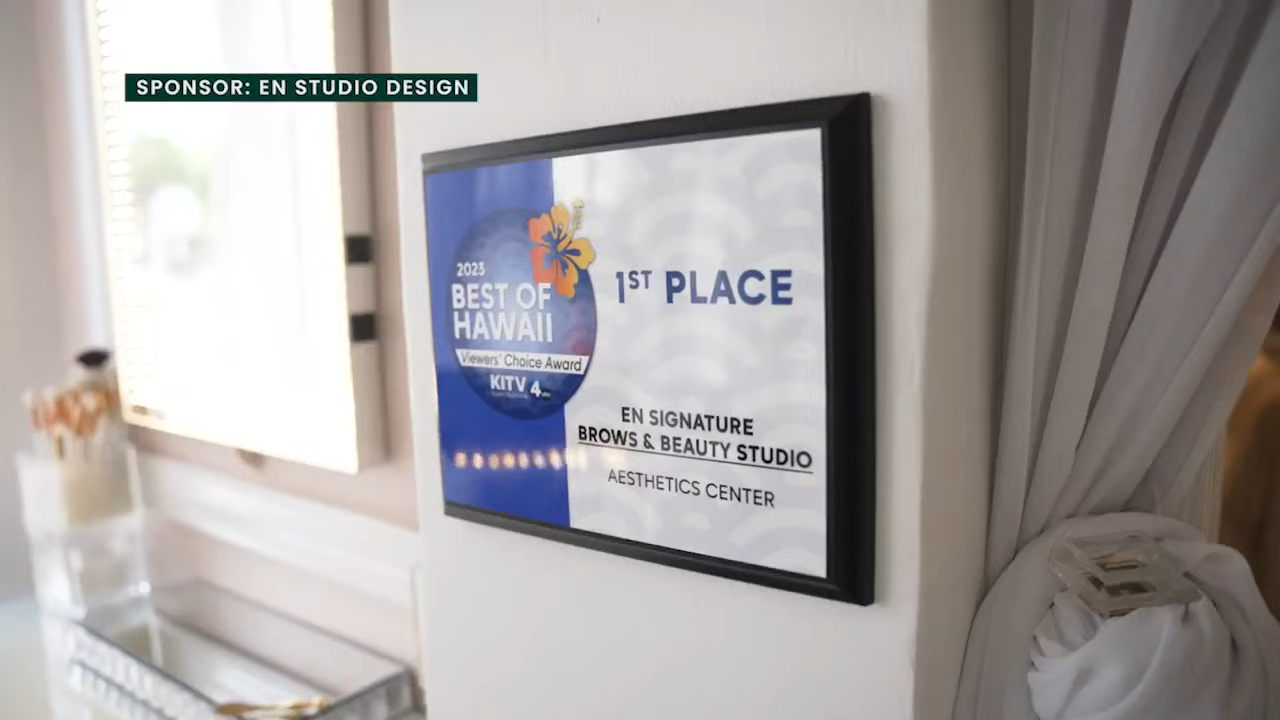 SPONSOR: EN STUDIO DESIGN
2023
BEST OF
HAWAII
Viewers' Choice Award
KITV 4
1ST PLACE
EN SIGNATURE
BROWS & BEAUTY STUDIO
AESTHETICS CENTER